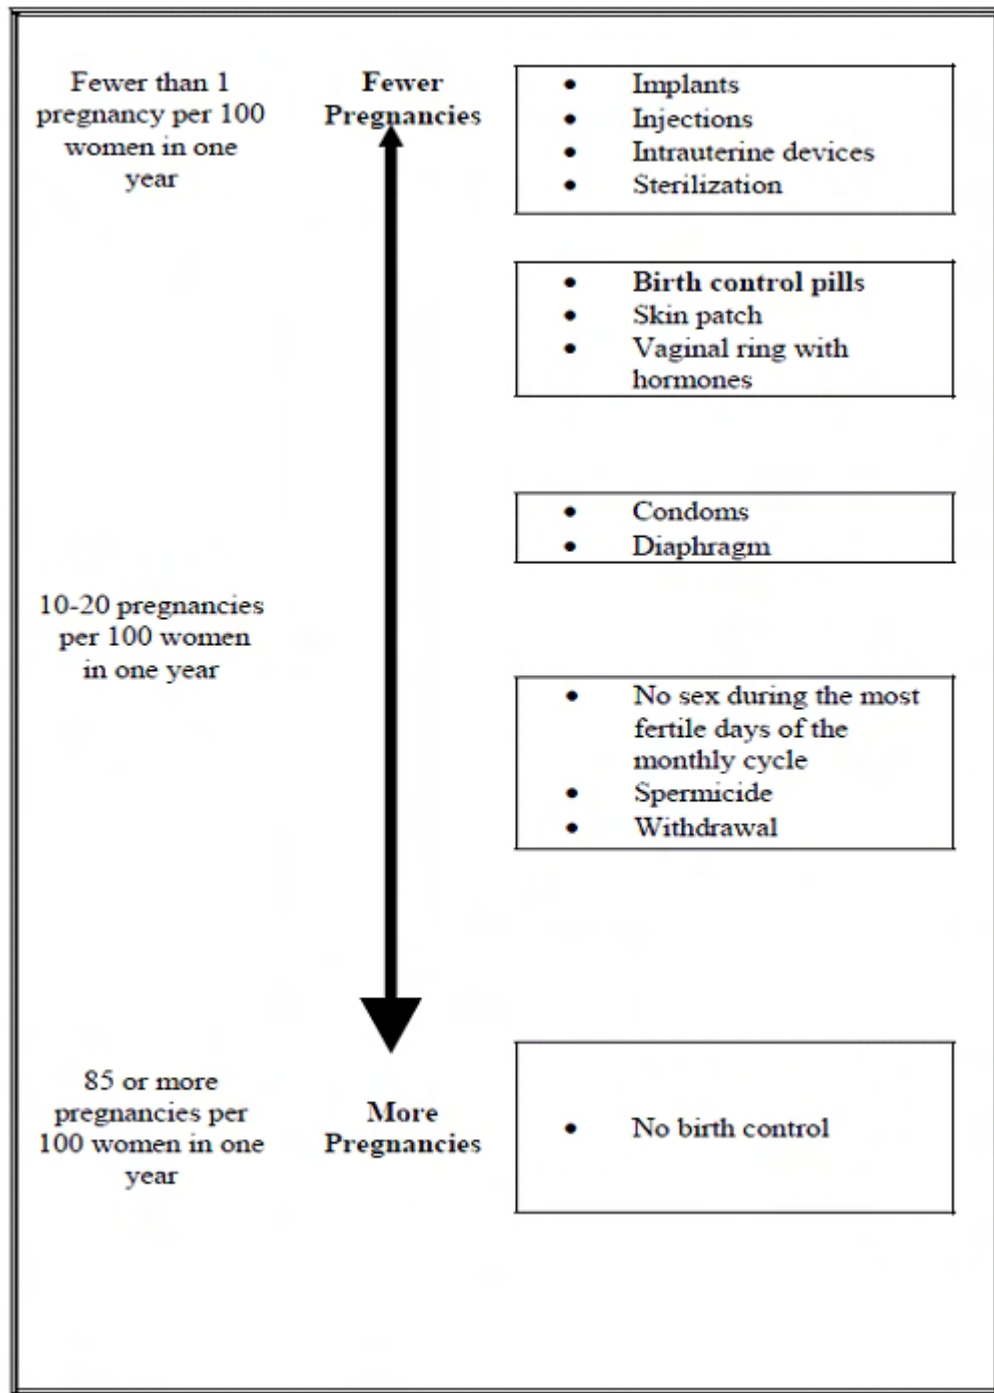 Fewer than 1
pregnancy per 100
women in one
year
Fewer
Pregnancies
• Implants
• Injections
• Intrauterine devices
• Sterilization
• Birth control pills
• Skin patch
• Vaginal ring with
hormones
• Condoms
• Diaphragm
10-20 pregnancies
per 100 women
in one year
• No sex during the most
fertile days of the
monthly cycle
• Spermicide
• Withdrawal
85 or more
pregnancies per
100 women in one
year
More
Pregnancies
• No birth control